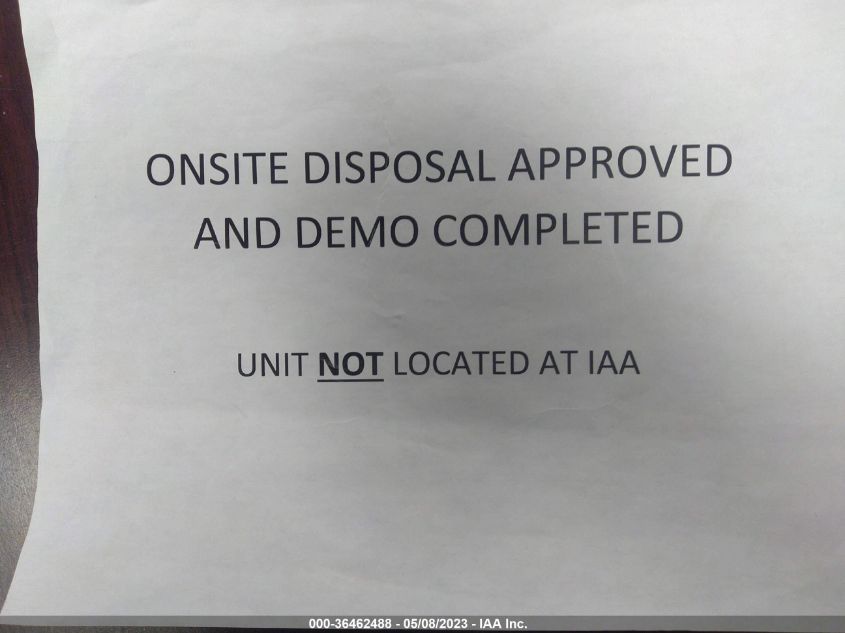 ONSITE DISPOSAL APPROVED
AND DEMO COMPLETED
UNIT NOT LOCATED AT IAA
000-36462488 - 05/08/2023 - IAA Inc.